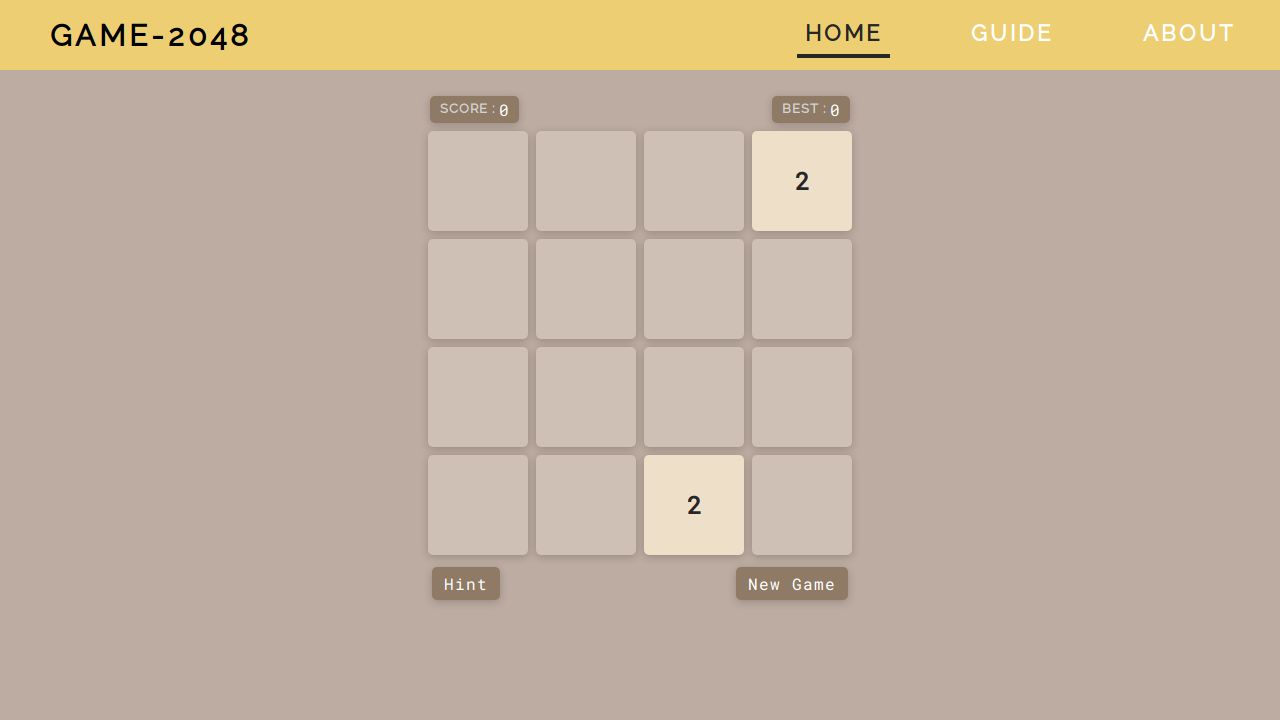 GAME-2048
HOME GUIDE ABOUT
SCORE : 0
BEST : 0
2
2
Hint
New Game